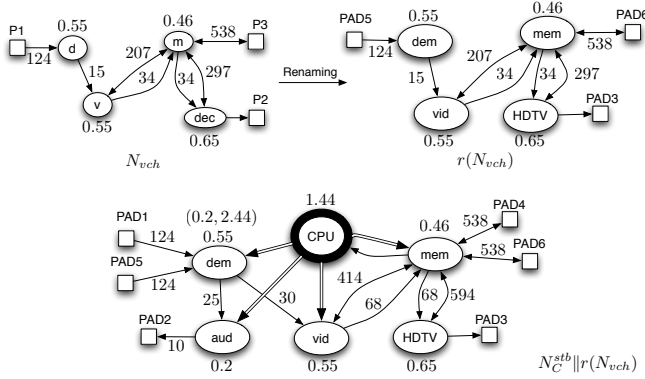 P1
0.55
0.46
P3
124
d
m
538
207
15
34
34
297
v
0.55
dec
P2
0.65
N_vch
Renaming
PAD5
0.55
0.46
PAD6
124
dem
mem
538
207
15
34
34
297
vid
HDTV
PAD3
0.55
0.65
r(N_vch)
1.44
PAD1
(0.2, 2.44)
PAD4
0.55
CPU
0.46
538
124
PAD6
PAD5
dem
mem
538
124
414
25
30
68
68
594
PAD2
aud
vid
HDTV
PAD3
10
0.2
0.55
0.65
N_C^stb‖r(N_vch)